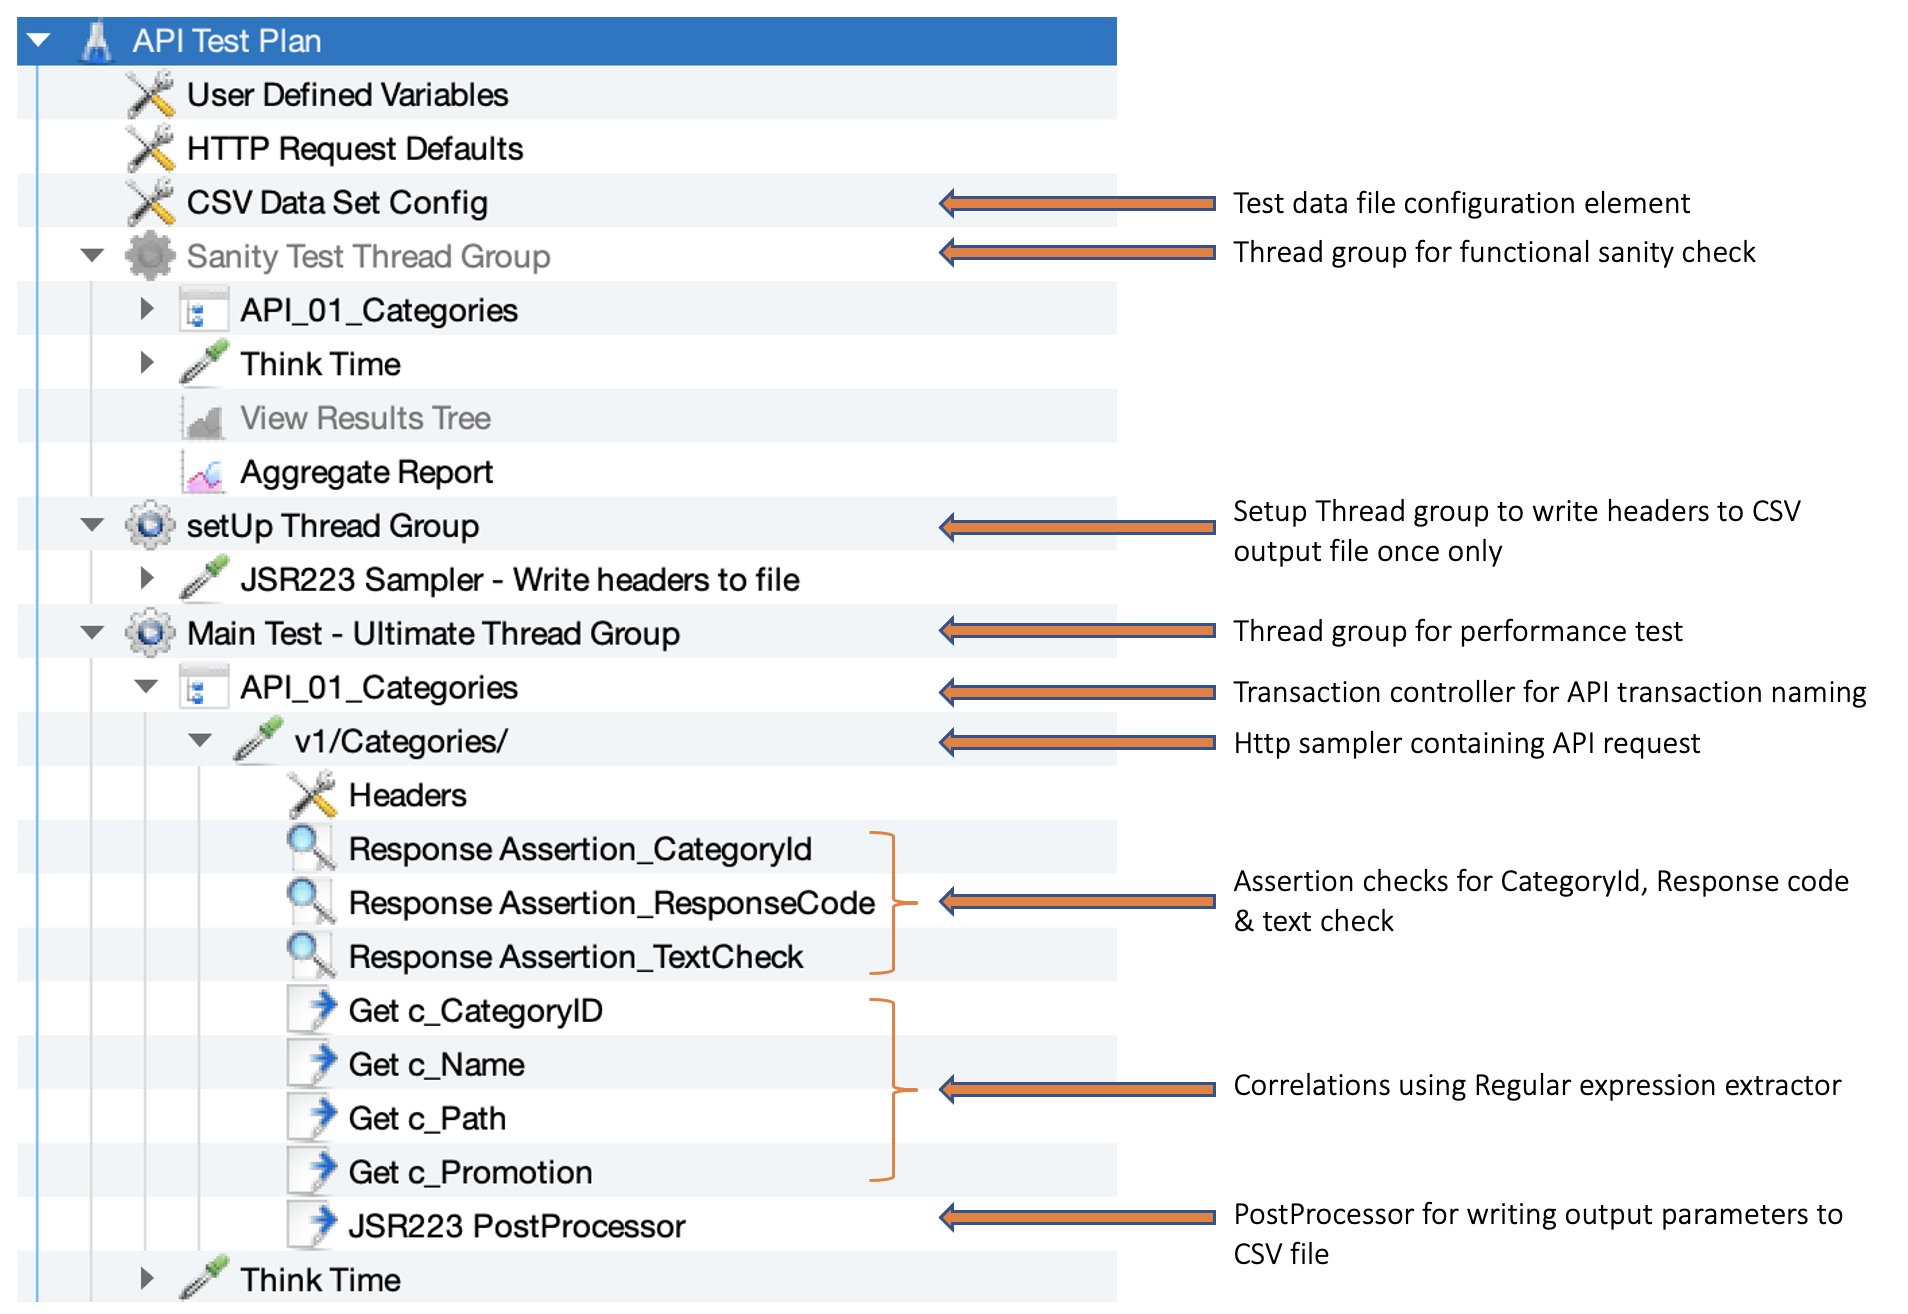 API Test Plan
User Defined Variables
HTTP Request Defaults
CSV Data Set Config
Test data file configuration element
Sanity Test Thread Group
Thread group for functional sanity check
API_01_Categories
Think Time
View Results Tree
Aggregate Report
setUp Thread Group
Setup Thread group to write headers to CSV
output file once only
JSR223 Sampler - Write headers to file
Main Test - Ultimate Thread Group
Thread group for performance test
API_01_Categories
Transaction controller for API transaction naming
v1/Categories/
Http sampler containing API request
Headers
Response Assertion_CategoryId
Response Assertion_ResponseCode
Response Assertion_TextCheck
Assertion checks for CategoryId, Response code
& text check
Get c_CategoryID
Get c_Name
Get c_Path
Get c_Promotion
Correlations using Regular expression extractor
JSR223 PostProcessor
PostProcessor for writing output parameters to
CSV file
Think Time